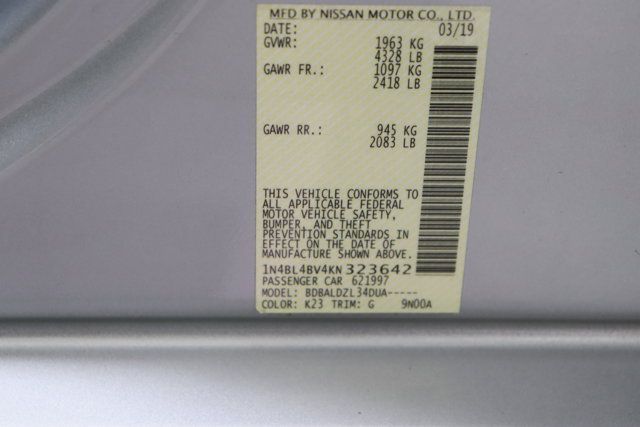 MFD BY NISSAN MOTOR CO., LTD.
DATE: 03/19
GVWR: 1963 KG
4328 LB
GAWR FR.: 1097 KG
2418 LB
GAWR RR.: 945 KG
2083 LB
THIS VEHICLE CONFORMS TO
ALL APPLICABLE FEDERAL
MOTOR VEHICLE SAFETY,
BUMPER, AND THEFT
PREVENTION STANDARDS IN
EFFECT ON THE DATE OF
MANUFACTURE SHOWN ABOVE.
1N4BL4BV4KN323642
PASSENGER CAR 621997
MODEL: BDBALDZL34DUA-----
COLOR: K23 TRIM: G 9N00A